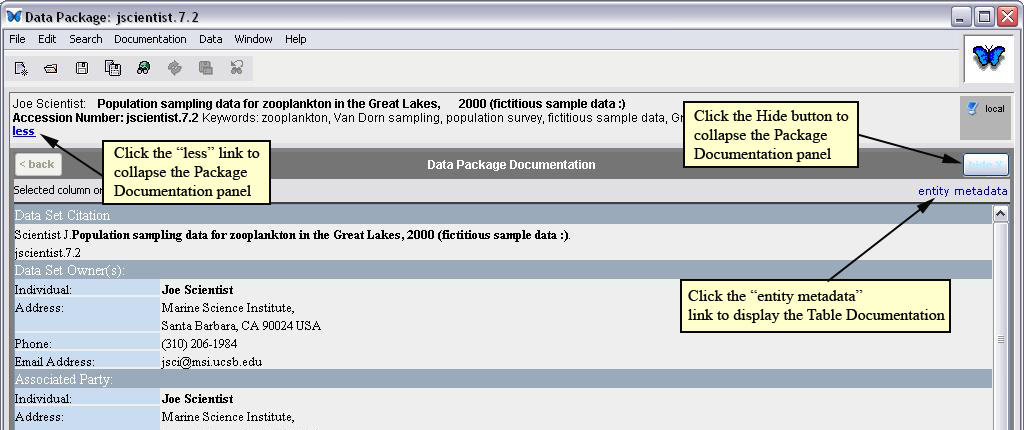 Data Package: jscientist.7.2
File Edit Search Documentation Data Window Help
Joe Scientist: Population sampling data for zooplankton in the Great Lakes, 2000 (fictitious sample data :)
Accession Number: jscientist.7.2 Keywords: zooplankton, Van Dorn sampling, population survey, fictitious sample data,
less
local
Click the Hide button to
collapse the Package
Documentation panel
Click the “less” link to
collapse the Package
Documentation panel
< back
Data Package Documentation
hide X
Selected column
entity metadata
Data Set Citation
Scientist J.Population sampling data for zooplankton in the Great Lakes, 2000 (fictitious sample data :).
jscientist.7.2
Data Set Owner(s):
Individual: Joe Scientist
Address: Marine Science Institute,
Santa Barbara, CA 90024 USA
Phone: (310) 206-1984
Email Address: jsci@msi.ucsb.edu
Click the “entity metadata”
link to display the Table Documentation
Associated Party:
Individual: Joe Scientist
Address: Marine Science Institute,